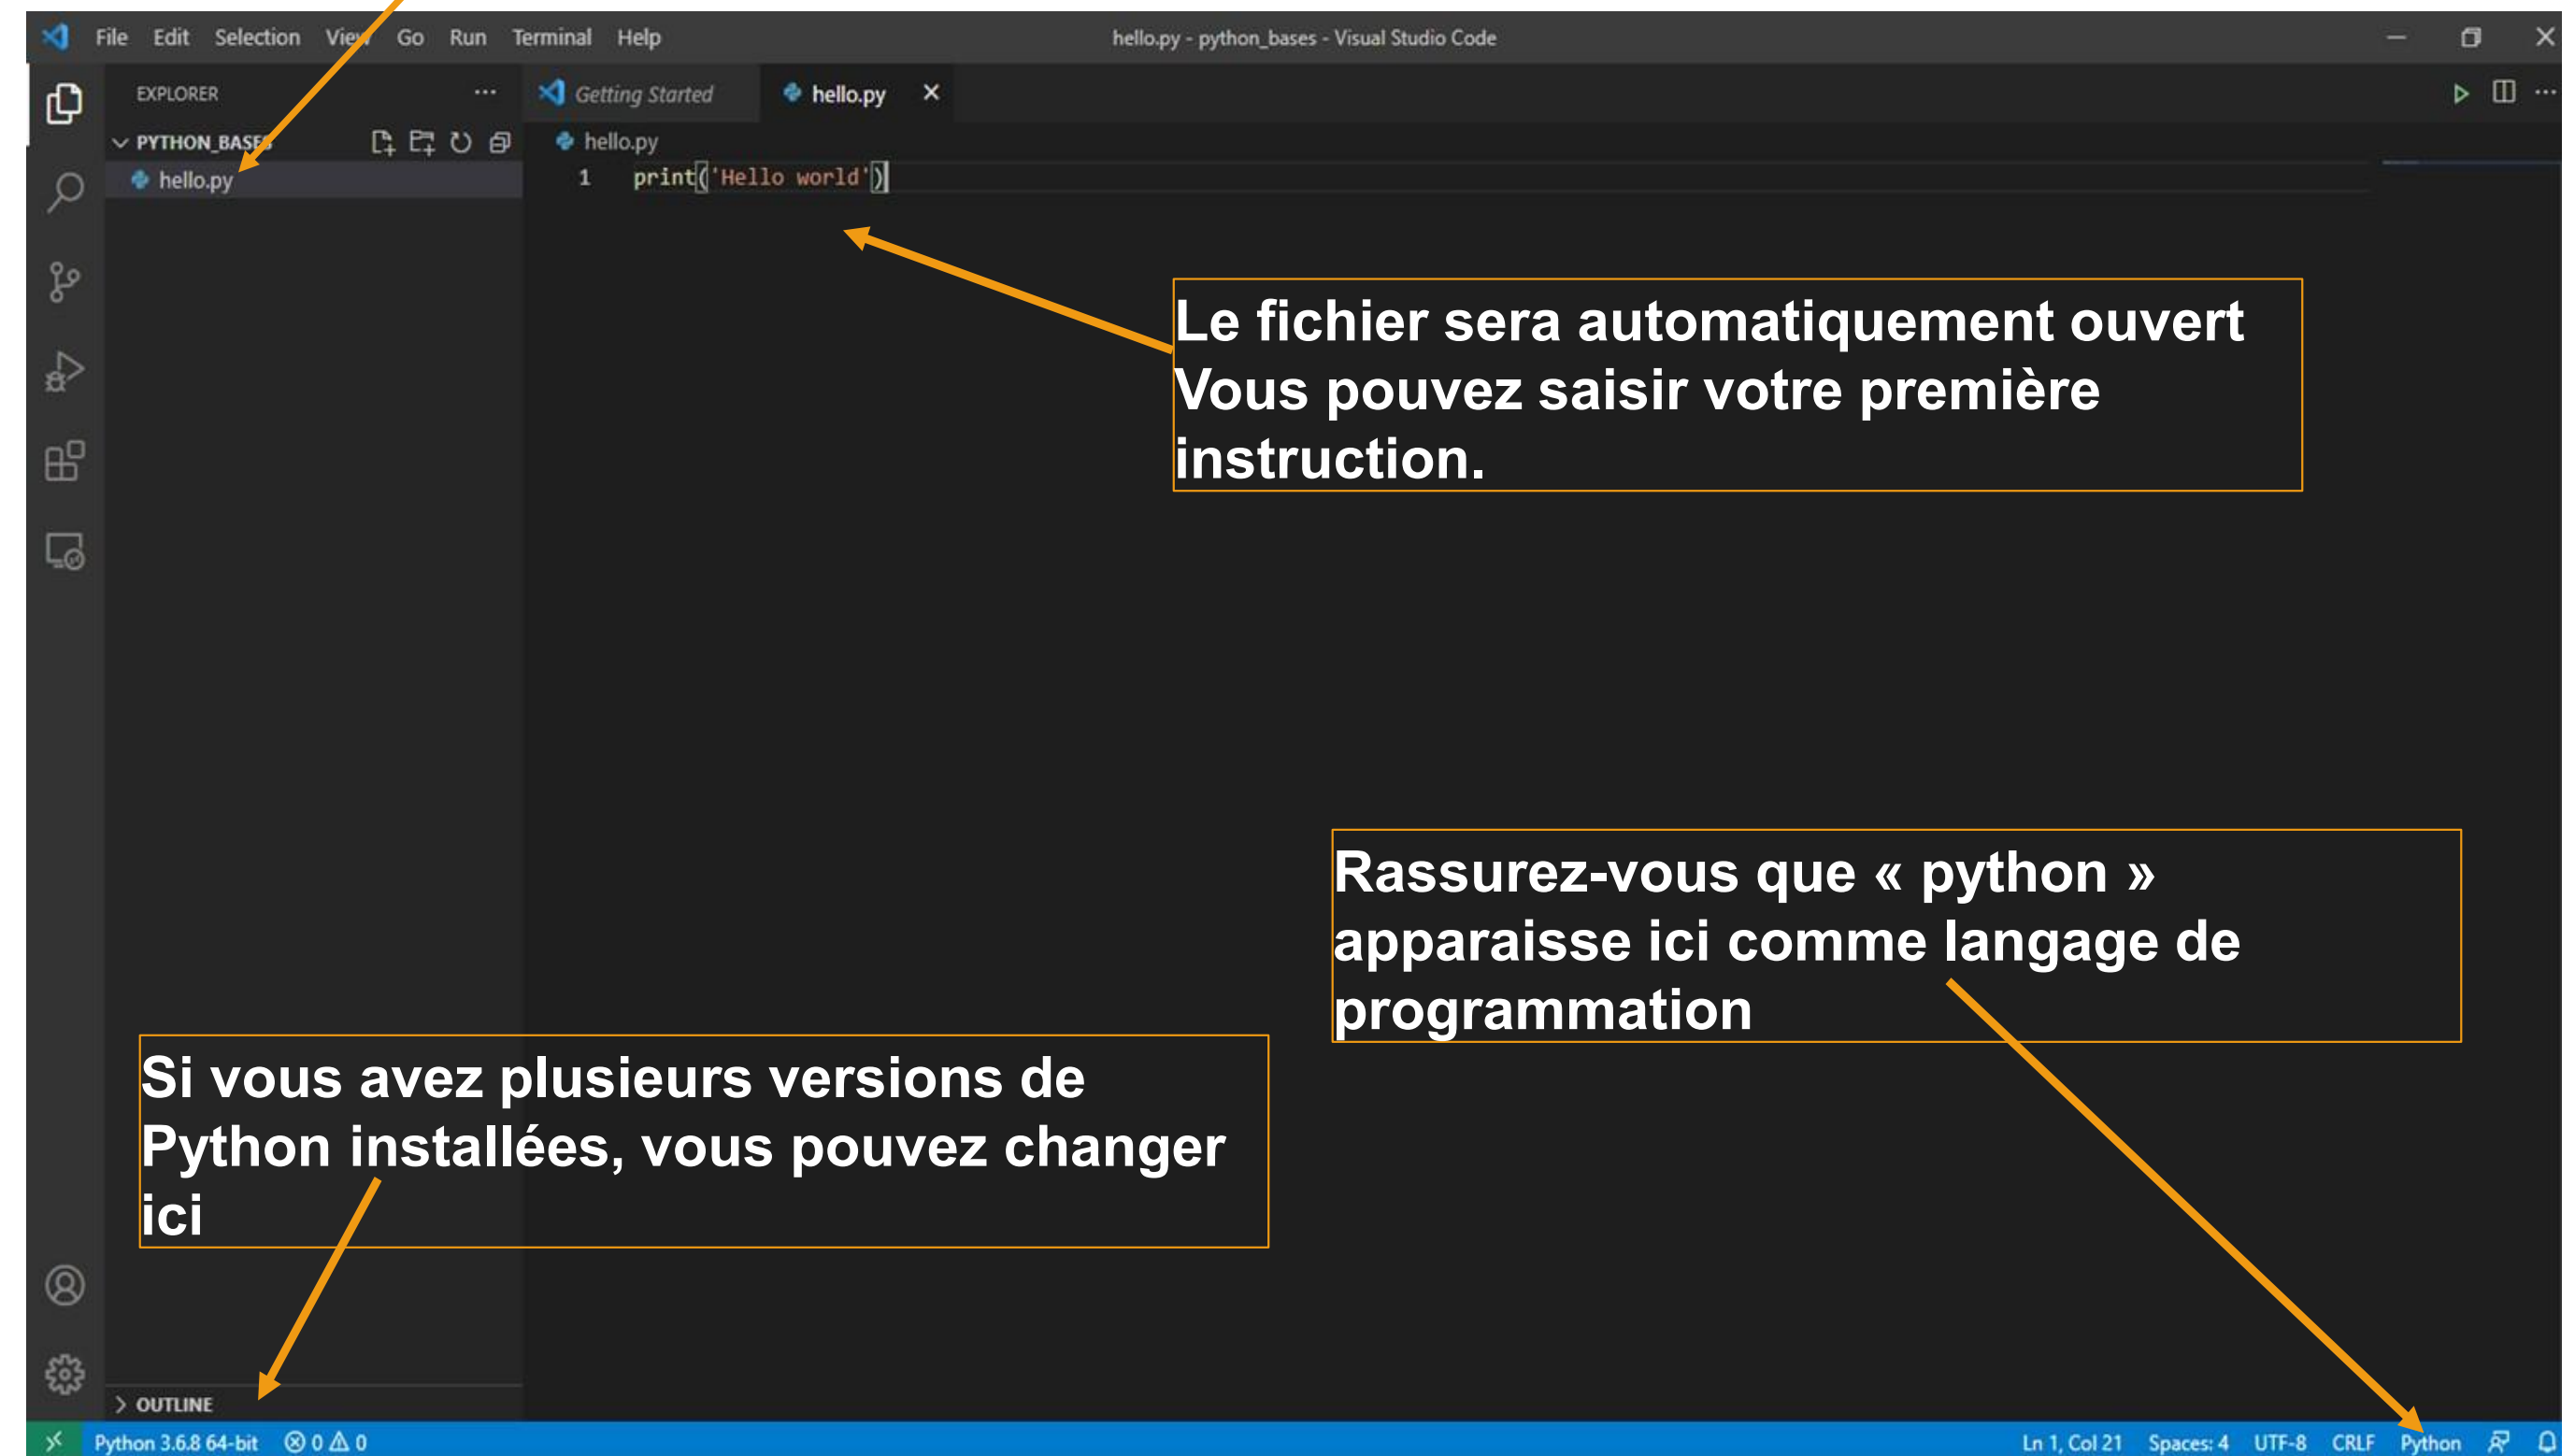 File Edit Selection View Go Run Terminal Help
hello.py - python_bases - Visual Studio Code
EXPLORER
Getting Started
hello.py
PYTHON_BASES
hello.py
hello.py
1 print('Hello world')
Le fichier sera automatiquement ouvert
Vous pouvez saisir votre première
instruction.
Rassurez-vous que « python »
apparaisse ici comme langage de
programmation
Si vous avez plusieurs versions de
Python installées, vous pouvez changer
ici
OUTLINE
Python 3.6.8 64-bit 0 0
Ln 1, Col 21 Spaces: 4 UTF-8 CRLF Python